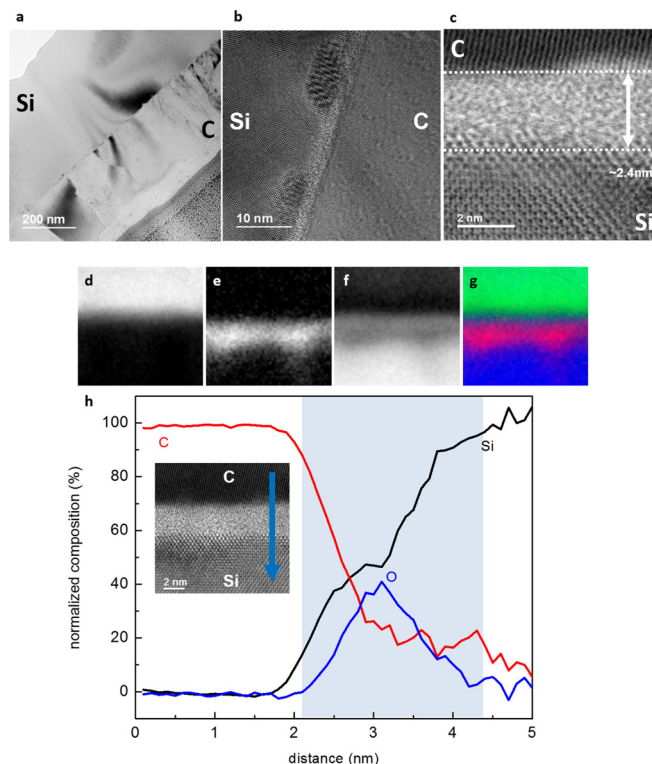 a
Si
C
200 nm
b
Si
C
10 nm
c
C
~2.4nm
2 nm
Si
d
e
f
g
h
normalized composition (%)
100
80
60
40
20
0
C
Si
O
C
Si
2 nm
0
1
2
3
4
5
distance (nm)